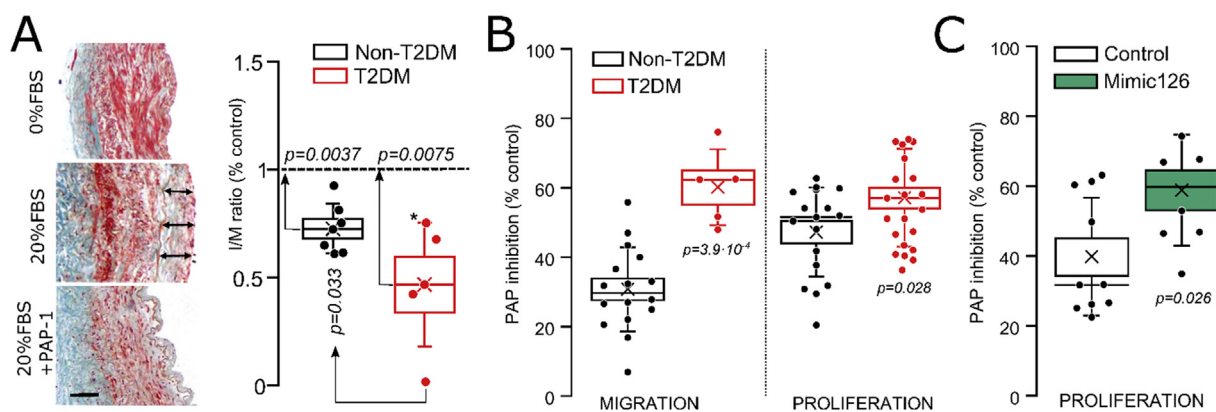 A
0%FBS
20%FBS
20%FBS
+PAP-1
I/M ratio (% control)
1.5
1
0.5
0
Non-T2DM
T2DM
p=0.0037
p=0.0075
*
p=0.033
B
PAP inhibition (% control)
100
80
60
40
20
0
Non-T2DM
T2DM
p=3.9·10⁻⁴
p=0.028
MIGRATION
PROLIFERATION
C
PAP inhibition (% control)
100
80
60
40
20
0
Control
Mimic126
p=0.026
PROLIFERATION